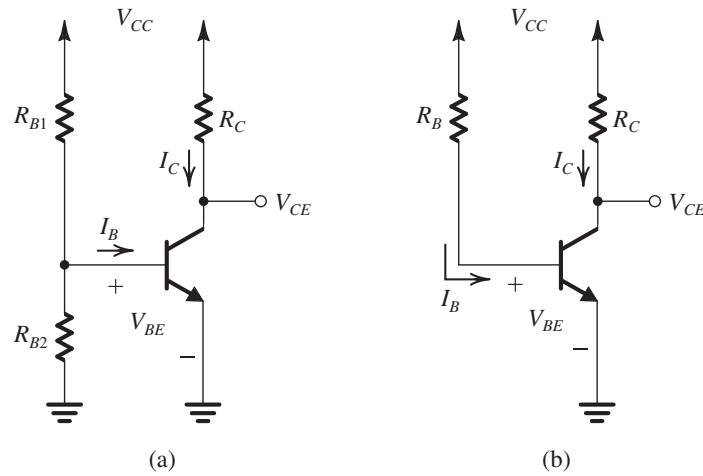 V_CC V_CC
R_B1 R_C R_B R_C
I_C I_C
V_CE V_CE
I_B
+ + I_B
R_B2 V_BE V_BE
− −
(a) (b)